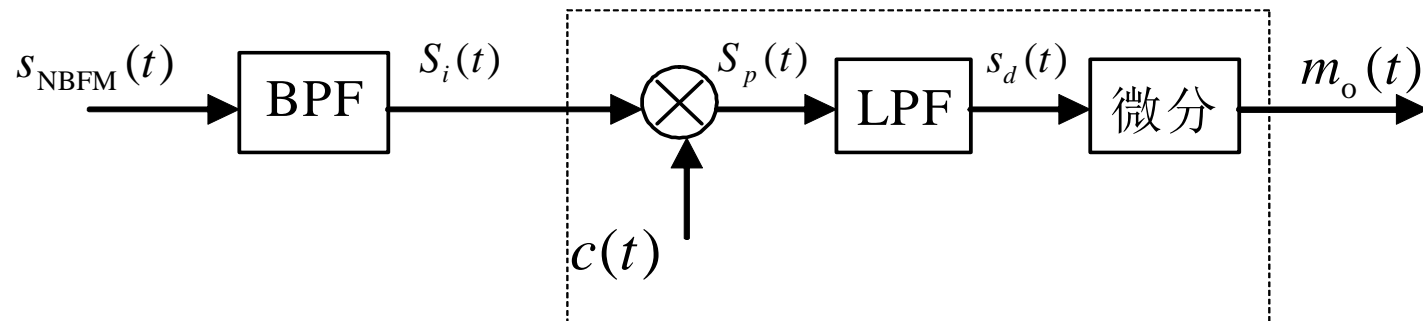 s_NBFM(t)
BPF
S_i(t)
S_p(t)
LPF
s_d(t)
微分
m_o(t)
c(t)